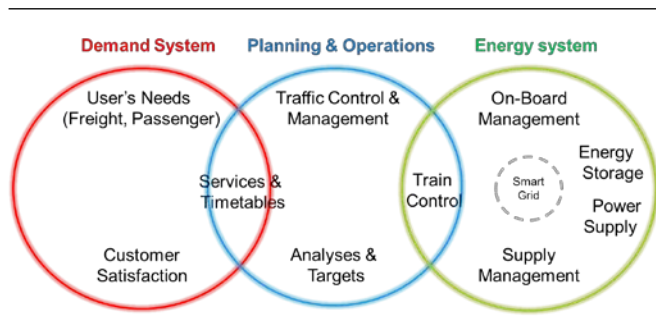 Demand System
Planning & Operations
Energy system
User's Needs
(Freight, Passenger)
Traffic Control &
Management
On-Board
Management
Services &
Timetables
Train
Control
Smart
Grid
Energy
Storage
Power
Supply
Customer
Satisfaction
Analyses &
Targets
Supply
Management